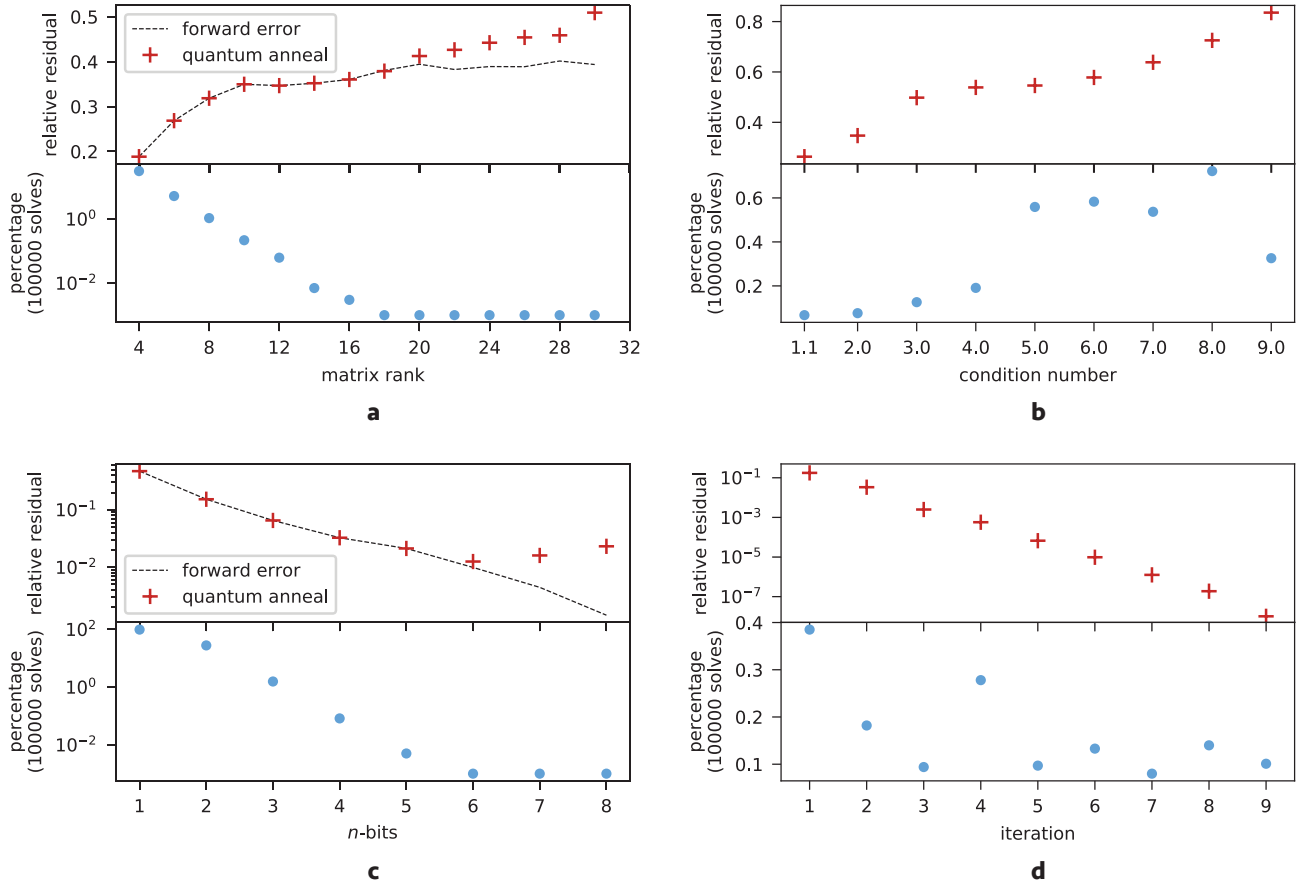 relative residual
0.5
0.4
0.3
0.2
forward error
quantum anneal
percentage
(100000 solves)
10⁰
10⁻²
4 8 12 16 20 24 28 32
matrix rank
a
relative residual
0.8
0.6
0.4
percentage
(100000 solves)
0.6
0.4
0.2
1.1 2.0 3.0 4.0 5.0 6.0 7.0 8.0 9.0
condition number
b
relative residual
10⁻¹
10⁻²
forward error
quantum anneal
percentage
(100000 solves)
10²
10⁰
10⁻²
1 2 3 4 5 6 7 8
n-bits
c
relative residual
10⁻¹
10⁻³
10⁻⁵
10⁻⁷
percentage
(100000 solves)
0.4
0.3
0.2
0.1
1 2 3 4 5 6 7 8 9
iteration
d